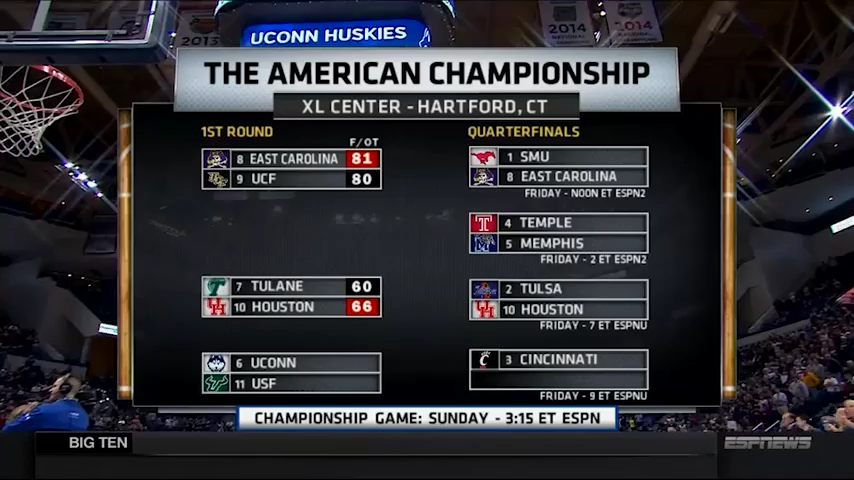 2013
2014
NATIONAL
2014
UCONN HUSKIES
THE AMERICAN CHAMPIONSHIP
XL CENTER - HARTFORD, CT
1ST ROUND
F/OT
8 EAST CAROLINA 81
9 UCF 80
7 TULANE 60
10 HOUSTON 66
6 UCONN
11 USF
QUARTERFINALS
1 SMU
8 EAST CAROLINA
FRIDAY - NOON ET ESPN2
4 TEMPLE
5 MEMPHIS
FRIDAY - 2 ET ESPN2
2 TULSA
10 HOUSTON
FRIDAY - 7 ET ESPNU
3 CINCINNATI
FRIDAY - 9 ET ESPNU
CHAMPIONSHIP GAME: SUNDAY - 3:15 ET ESPN
BIG TEN
ESPNEWS